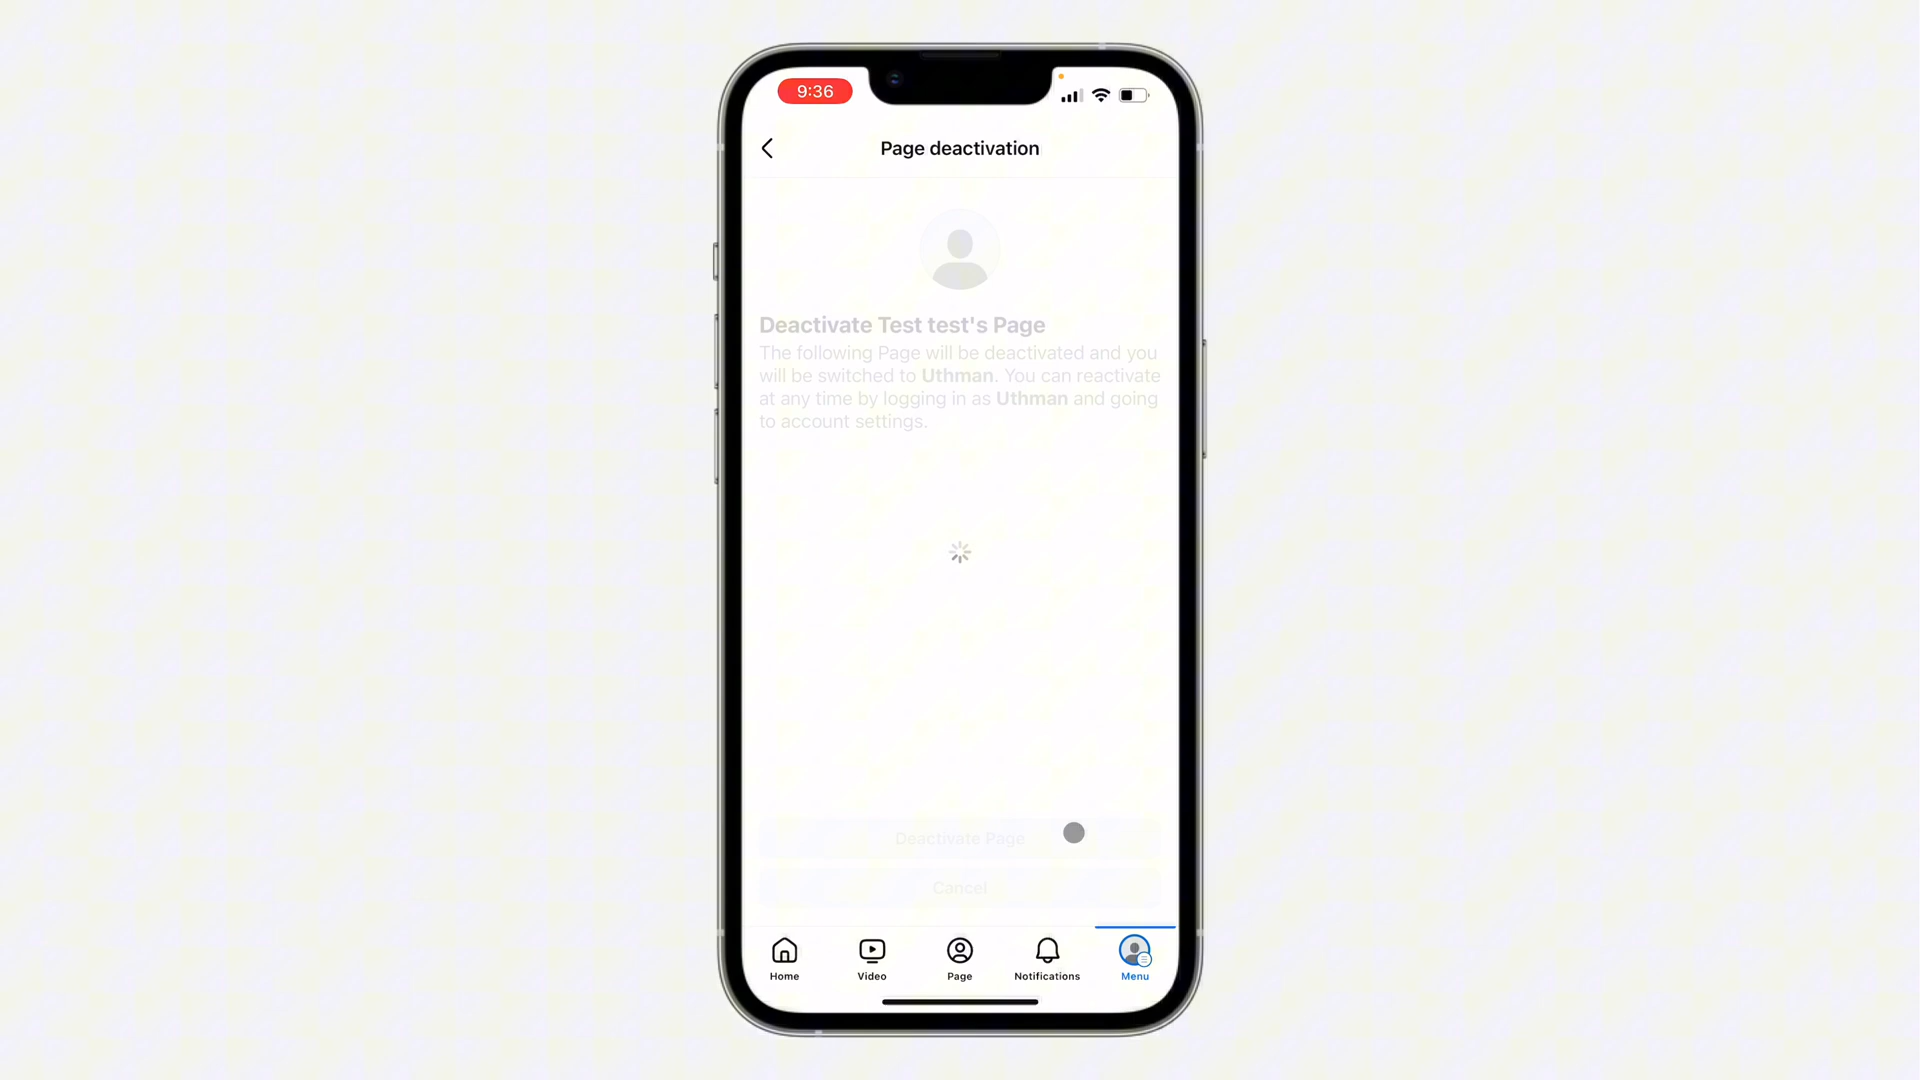 9:36
Page deactivation
Deactivate Test test's Page
The following Page will be deactivated and you
will be switched to Uthman. You can reactivate
at any time by logging in as Uthman and going
to account settings.
Deactivate Page
Cancel
Home
Video
Page
Notifications
Menu